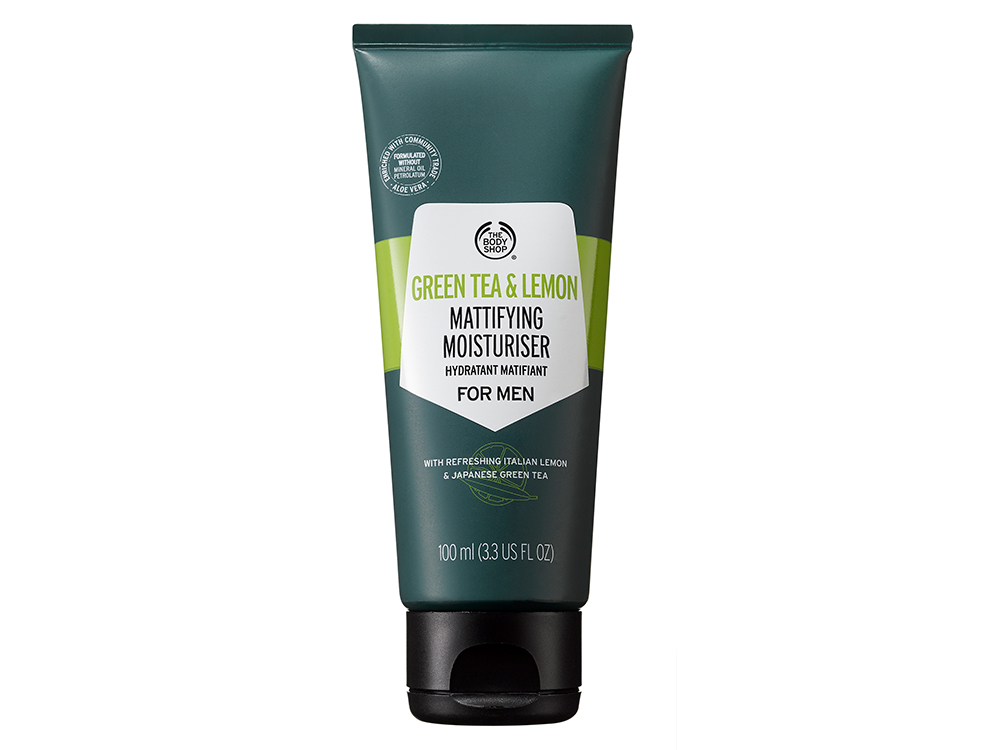 ENRICHED WITH COMMUNITY TRADE
FORMULATED
WITHOUT
MINERAL OIL
PETROLATUM
· ALOE VERA ·
THE
BODY
SHOP
®
GREEN TEA & LEMON
MATTIFYING
MOISTURISER
HYDRATANT MATIFIANT
FOR MEN
WITH REFRESHING ITALIAN LEMON
& JAPANESE GREEN TEA
100 ml (3.3 US FL OZ)